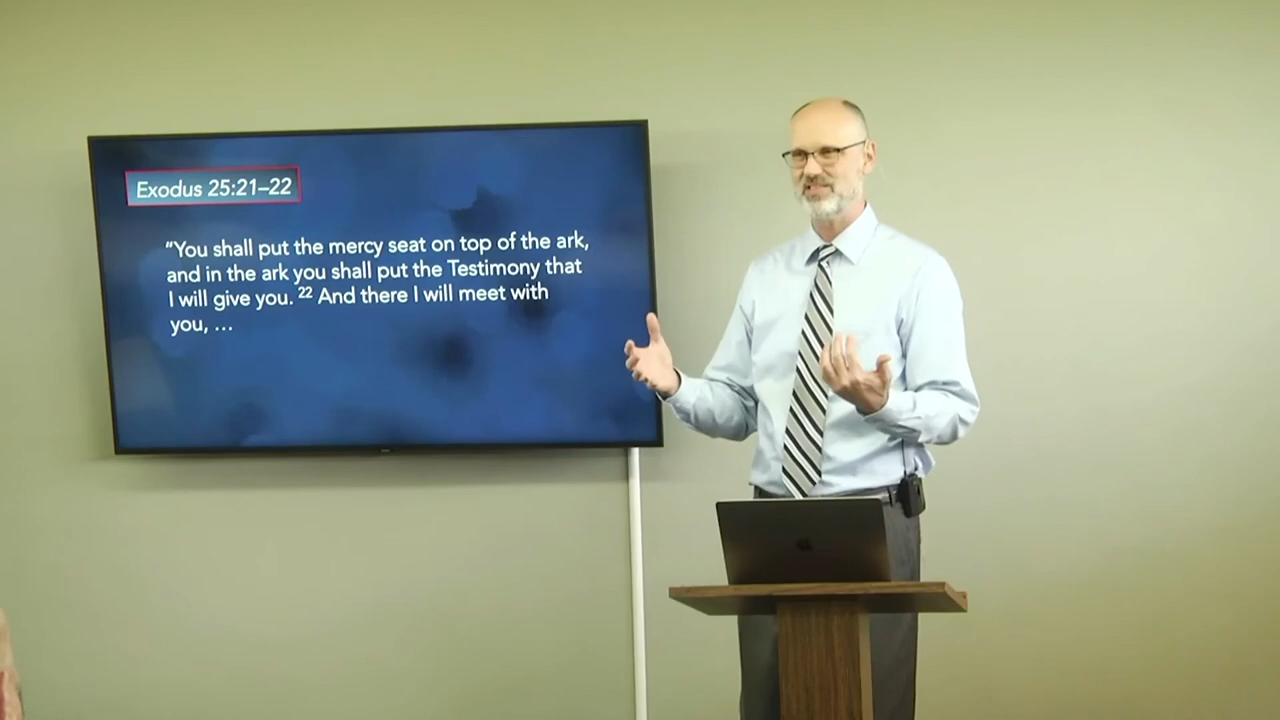 Exodus 25:21–22
“You shall put the mercy seat on top of the ark,
and in the ark you shall put the Testimony that
I will give you. ²² And there I will meet with
you, …